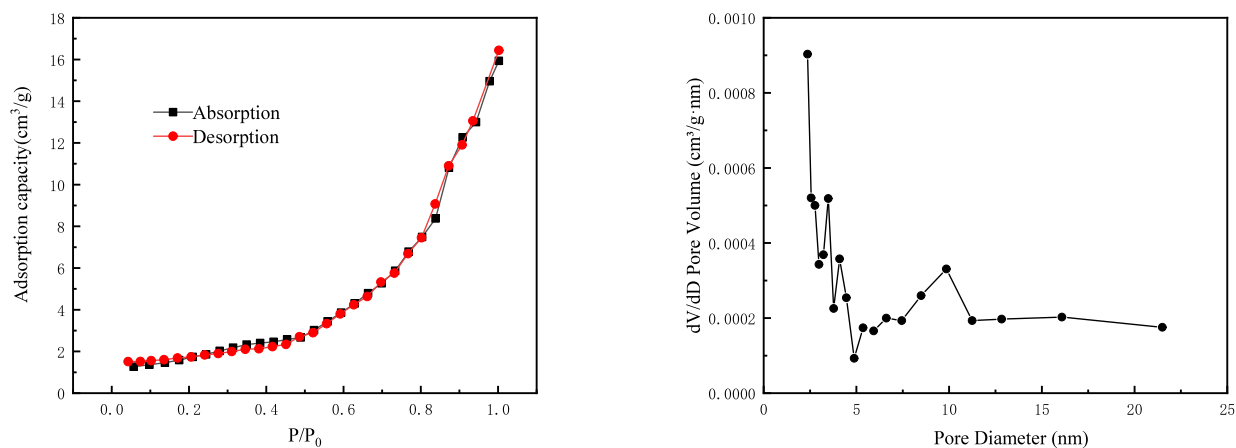 18
16
14
12
10
8
6
4
2
0
Adsorption capacity(cm³/g)
Absorption
Desorption
0.0 0.2 0.4 0.6 0.8 1.0
P/P₀
0.0010
0.0008
0.0006
0.0004
0.0002
0.0000
dV/dD Pore Volume (cm³/g·nm)
0 5 10 15 20 25
Pore Diameter (nm)